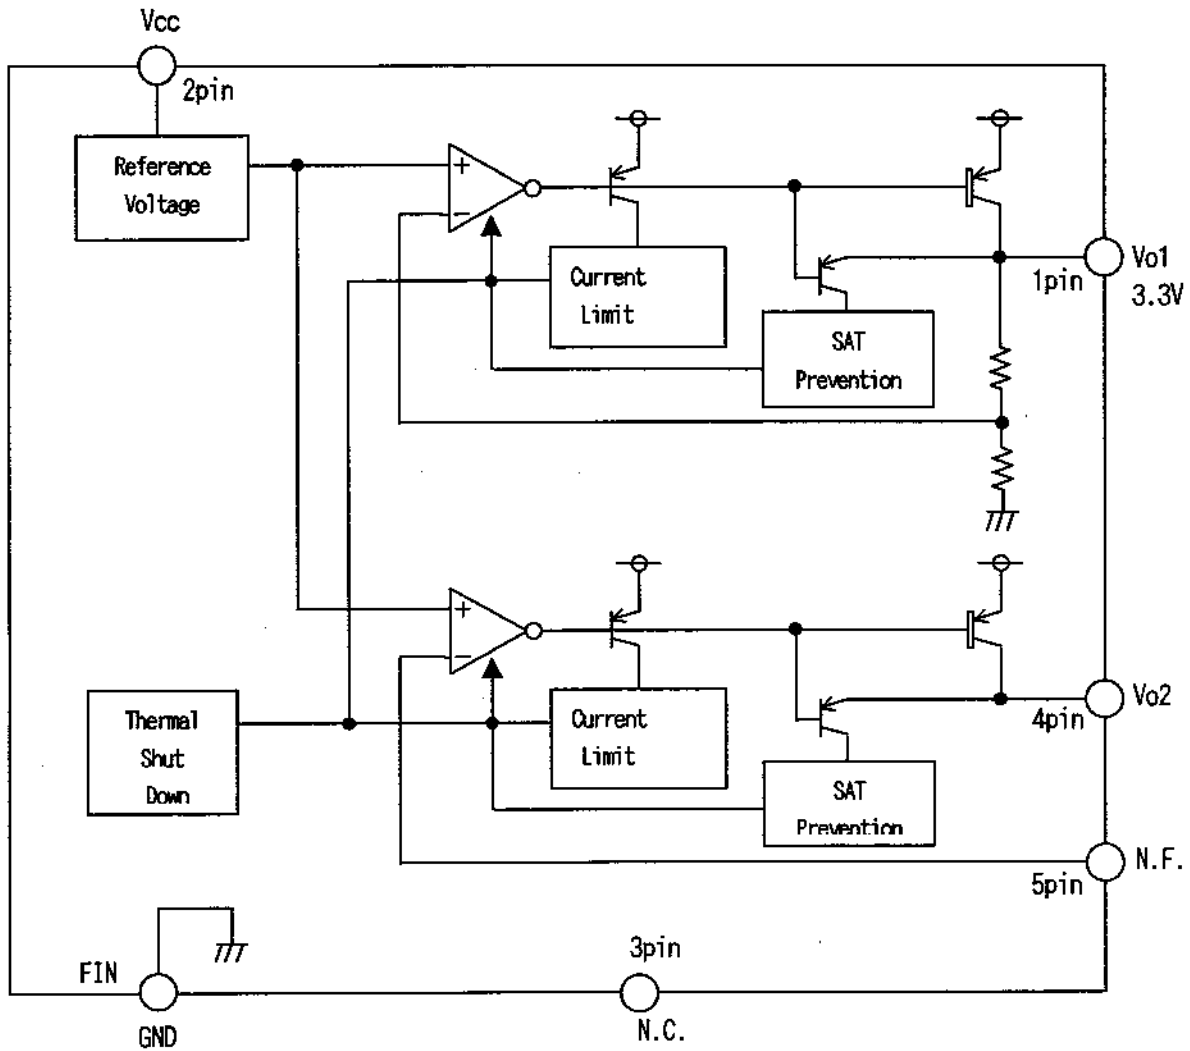 Vcc
2pin
Reference
Voltage
+
−
Current
Limit
SAT
Prevention
1pin
Vo1
3.3V
+
−
Thermal
Shut
Down
Current
Limit
SAT
Prevention
4pin
Vo2
5pin
N.F.
FIN
GND
3pin
N.C.